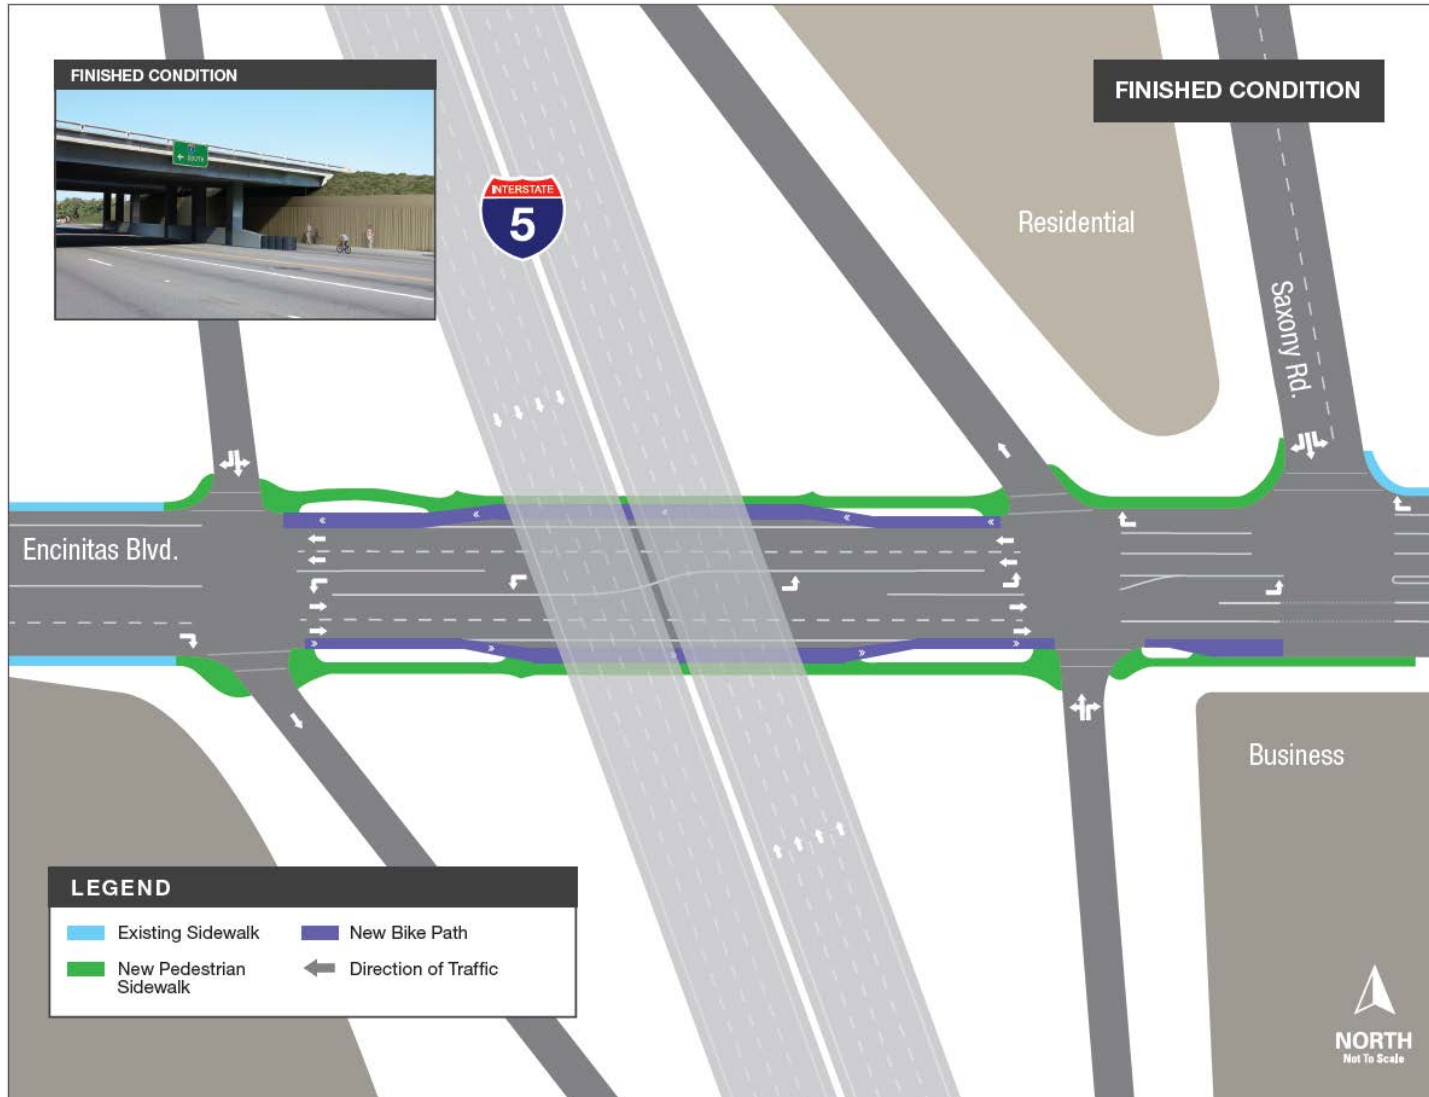 FINISHED CONDITION
SOUTH
FINISHED CONDITION
INTERSTATE
5
Residential
Saxony Rd.
Encinitas Blvd.
Business
LEGEND
Existing Sidewalk
New Bike Path
New Pedestrian
Sidewalk
Direction of Traffic
NORTH
Not To Scale